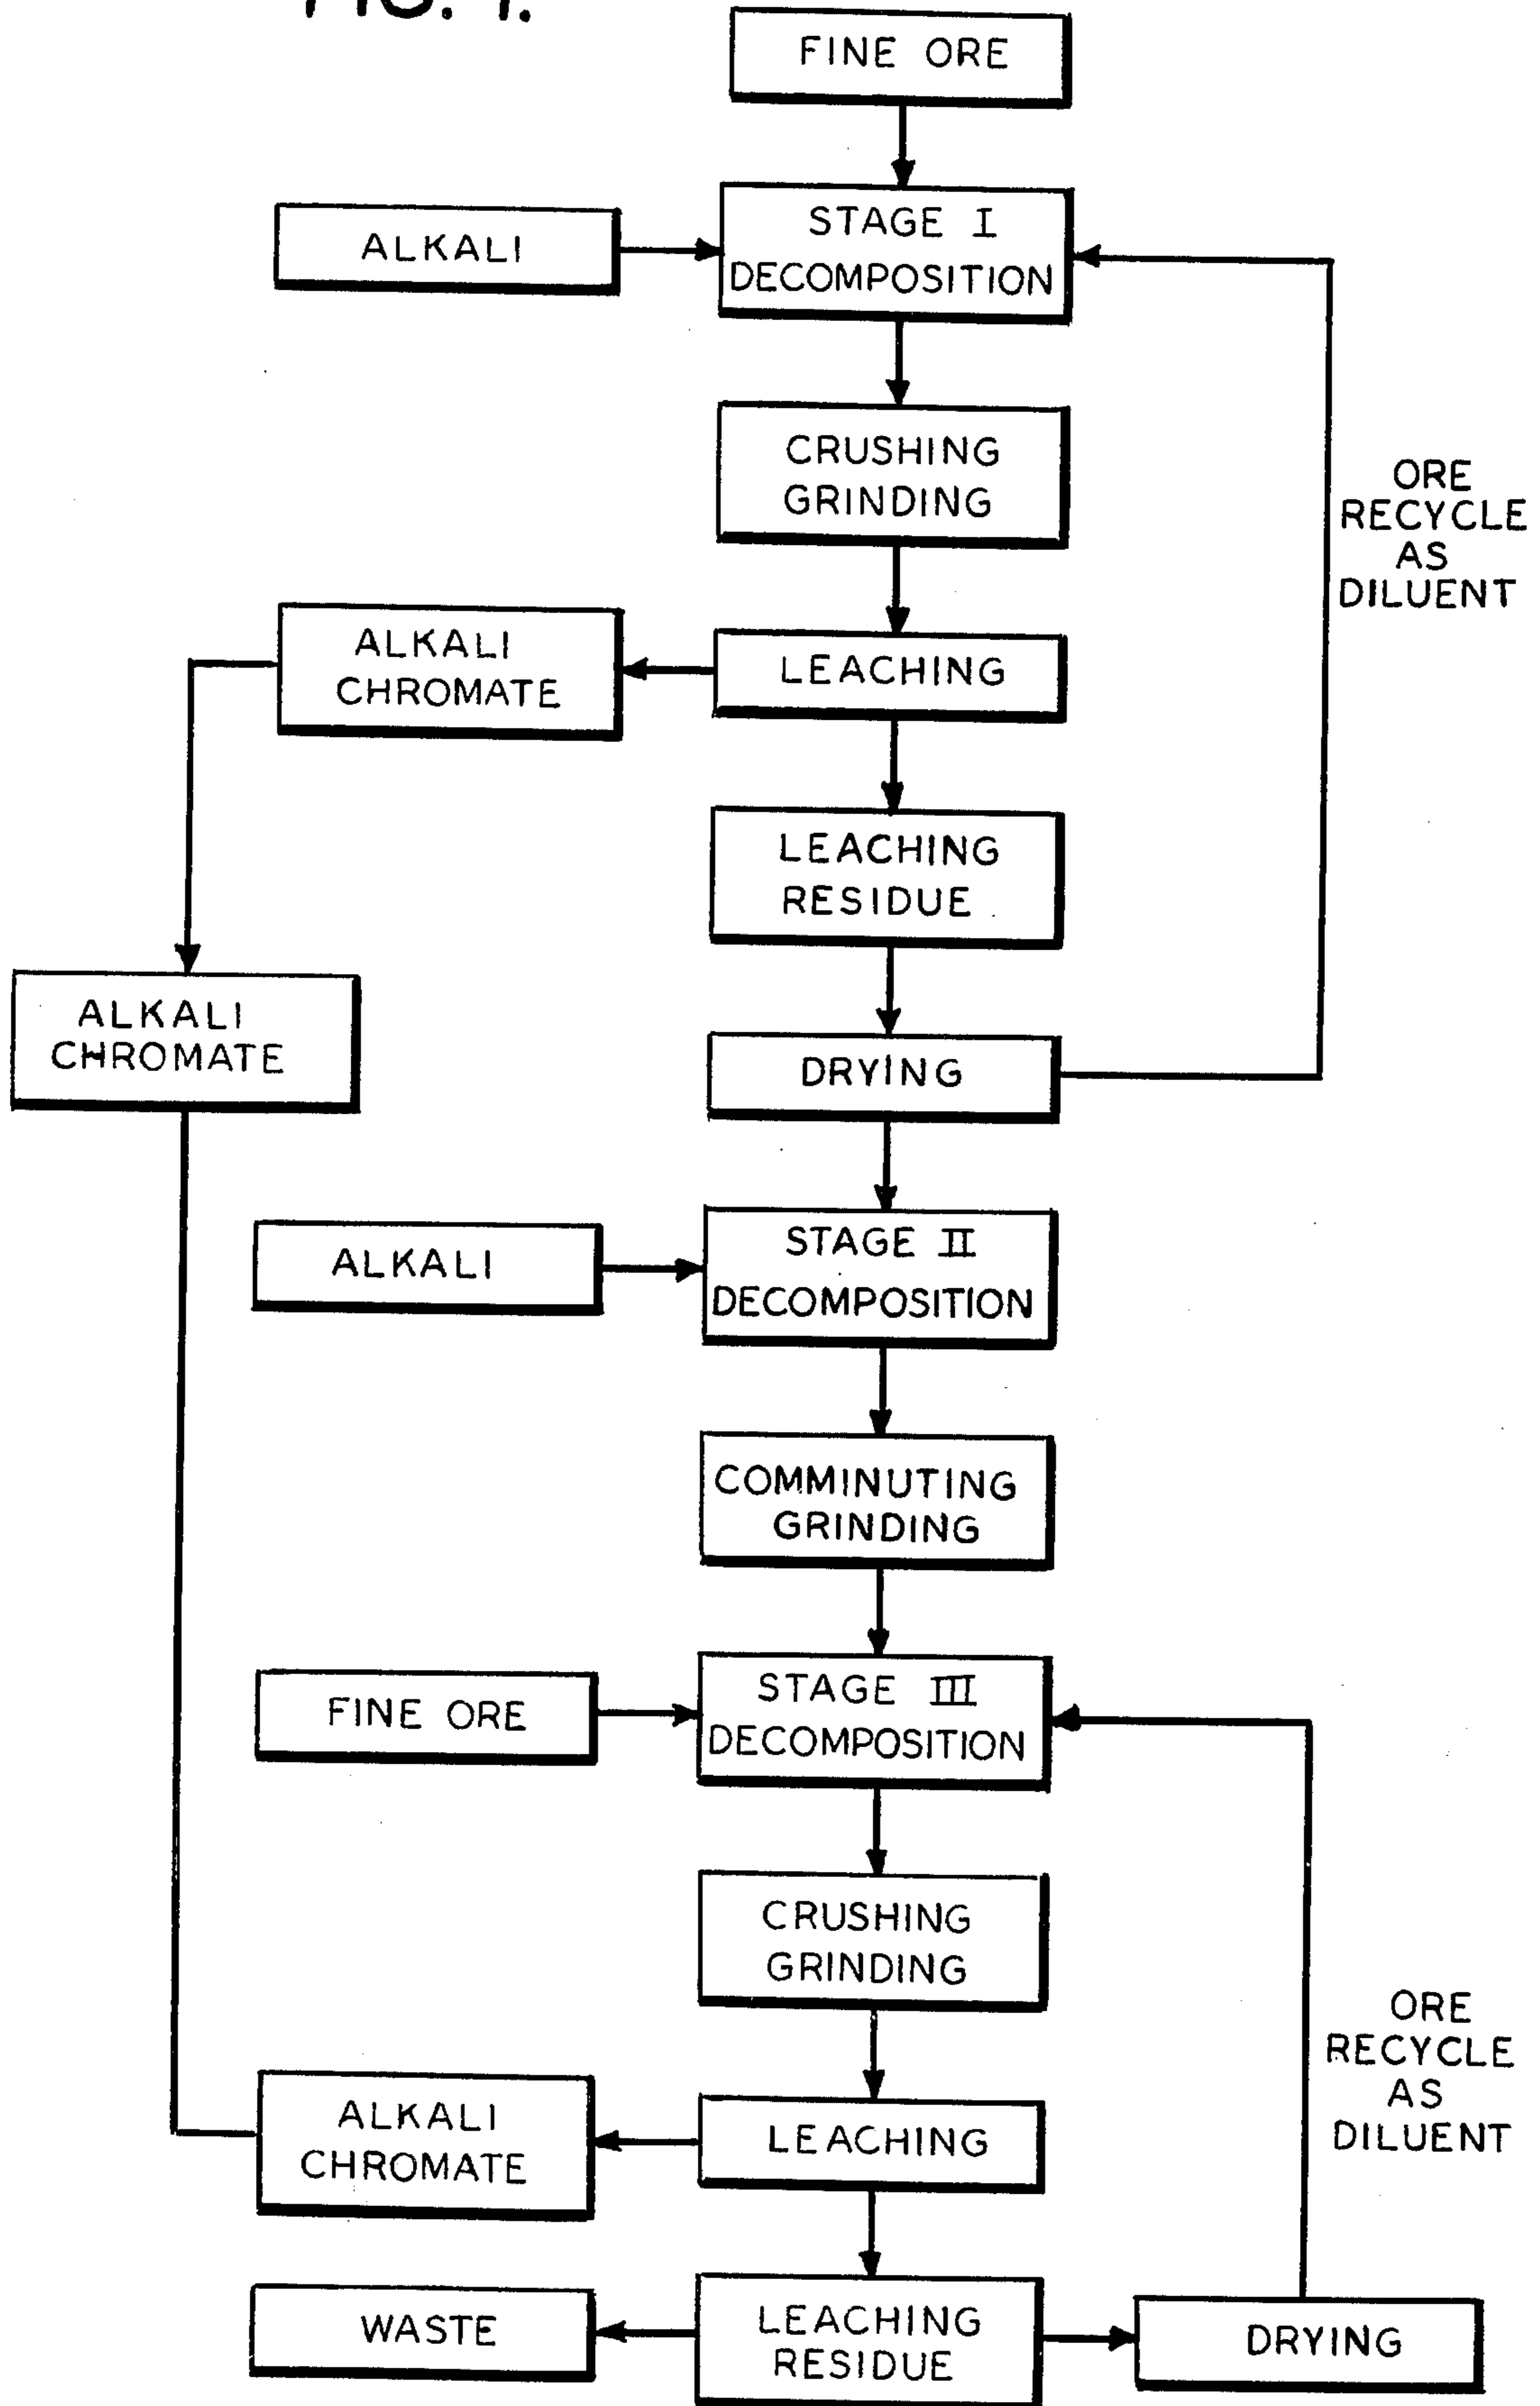 FIG. 1.
FINE ORE
STAGE I
DECOMPOSITION
ALKALI
CRUSHING
GRINDING
ORE
RECYCLE
AS
DILUENT
ALKALI
CHROMATE
LEACHING
LEACHING
RESIDUE
ALKALI
CHROMATE
DRYING
ALKALI
STAGE II
DECOMPOSITION
COMMINUTING
GRINDING
FINE ORE
STAGE III
DECOMPOSITION
CRUSHING
GRINDING
ORE
RECYCLE
AS
DILUENT
ALKALI
CHROMATE
LEACHING
WASTE
LEACHING
RESIDUE
DRYING